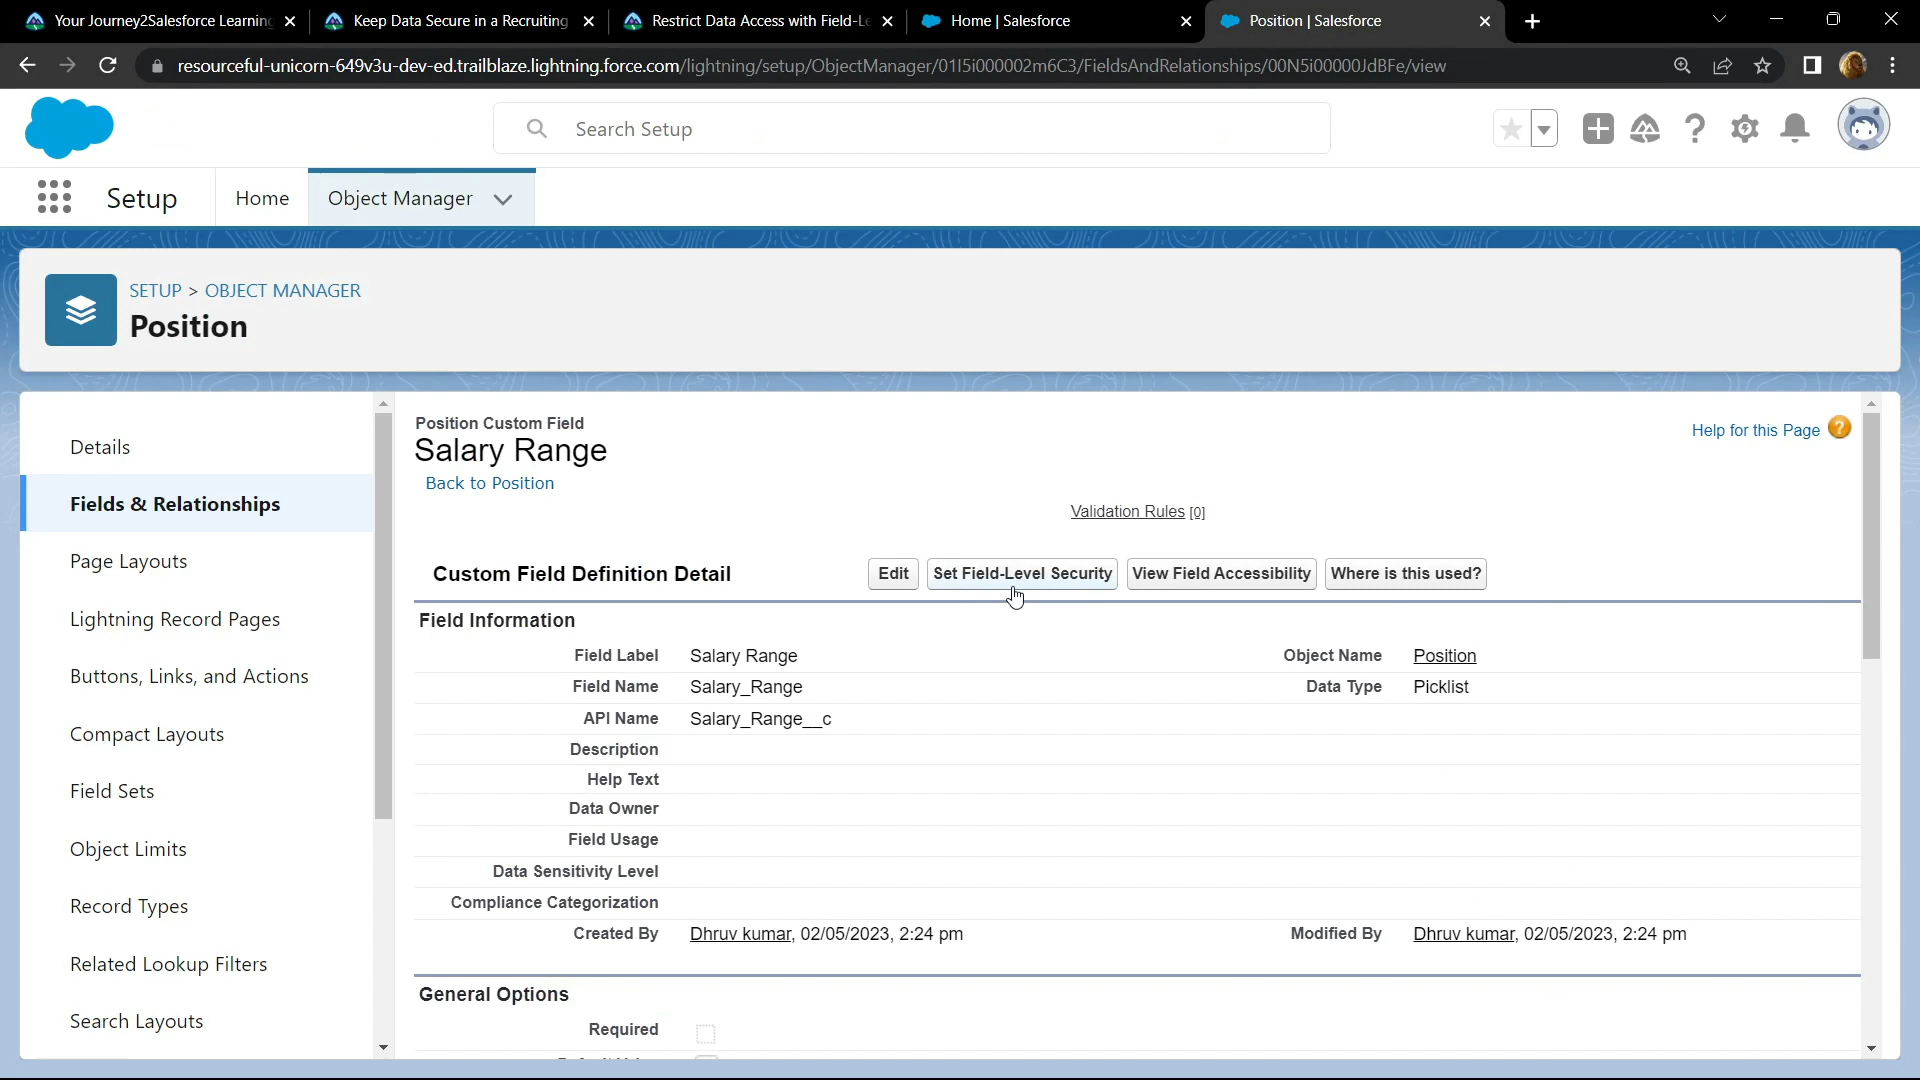 Your Journey2Salesforce Learning
Keep Data Secure in a Recruiting
Restrict Data Access with Field-Le
Home | Salesforce
Position | Salesforce
resourceful-unicorn-649v3u-dev-ed.trailblaze.lightning.force.com/lightning/setup/ObjectManager/01I5i000002m6C3/FieldsAndRelationships/00N5i00000JdBFe/view
Search Setup
Setup
Home
Object Manager
SETUP > OBJECT MANAGER
Position
Details
Fields & Relationships
Page Layouts
Lightning Record Pages
Buttons, Links, and Actions
Compact Layouts
Field Sets
Object Limits
Record Types
Related Lookup Filters
Search Layouts
Position Custom Field
Salary Range
Back to Position
Help for this Page
Validation Rules [0]
Custom Field Definition Detail
Edit
Set Field-Level Security
View Field Accessibility
Where is this used?
Field Information
Field Label Salary Range Object Name Position
Field Name Salary_Range Data Type Picklist
API Name Salary_Range__c
Description
Help Text
Data Owner
Field Usage
Data Sensitivity Level
Compliance Categorization
Created By Dhruv kumar, 02/05/2023, 2:24 pm Modified By Dhruv kumar, 02/05/2023, 2:24 pm
General Options
Required